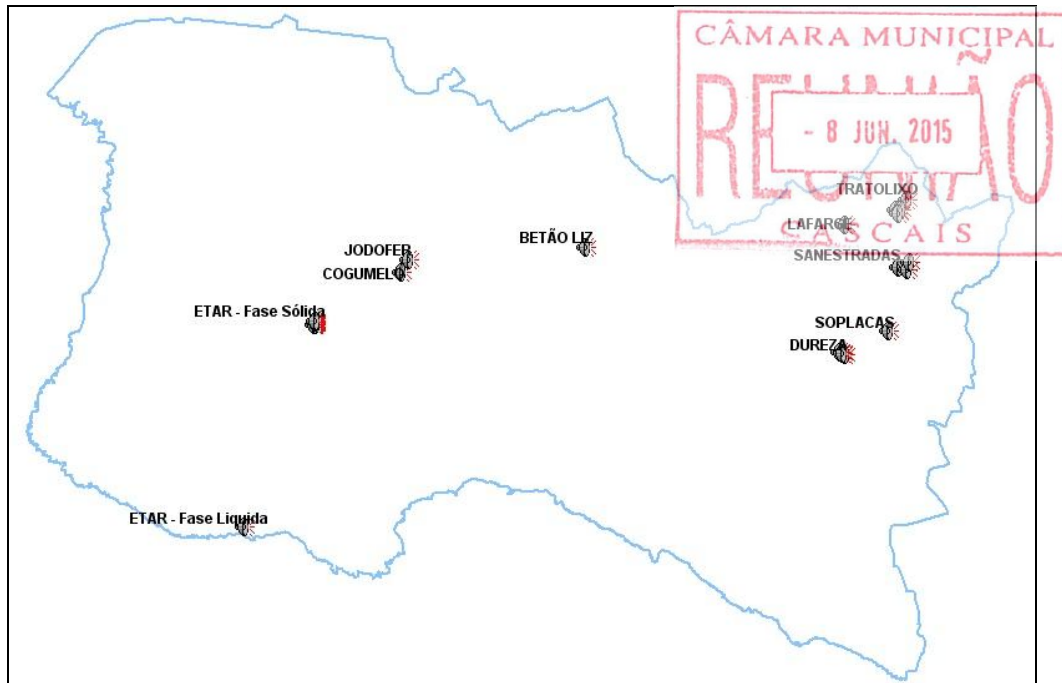 CÂMARA MUNICIPAL
REUNIÃO
- 8 JUN. 2015
CASCAIS
TRATOLIXO
LAFARGE
SANESTRADAS
BETÃO LIZ
JODOFER
COGUMELO
ETAR - Fase Sólida
SOPLACAS
DUREZA
ETAR - Fase Liquida